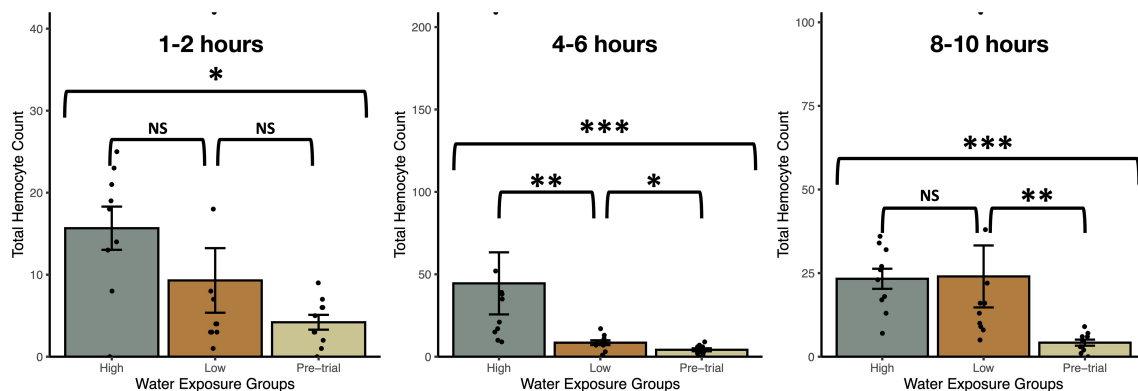 1-2 hours
*
NS
NS
Total Hemocyte Count
40
30
20
10
0
High
Low
Pre-trial
Water Exposure Groups
4-6 hours
***
**
*
Total Hemocyte Count
200
150
100
50
0
High
Low
Pre-trial
Water Exposure Groups
8-10 hours
***
NS
**
Total Hemocyte Count
100
75
50
25
0
High
Low
Pre-trial
Water Exposure Groups